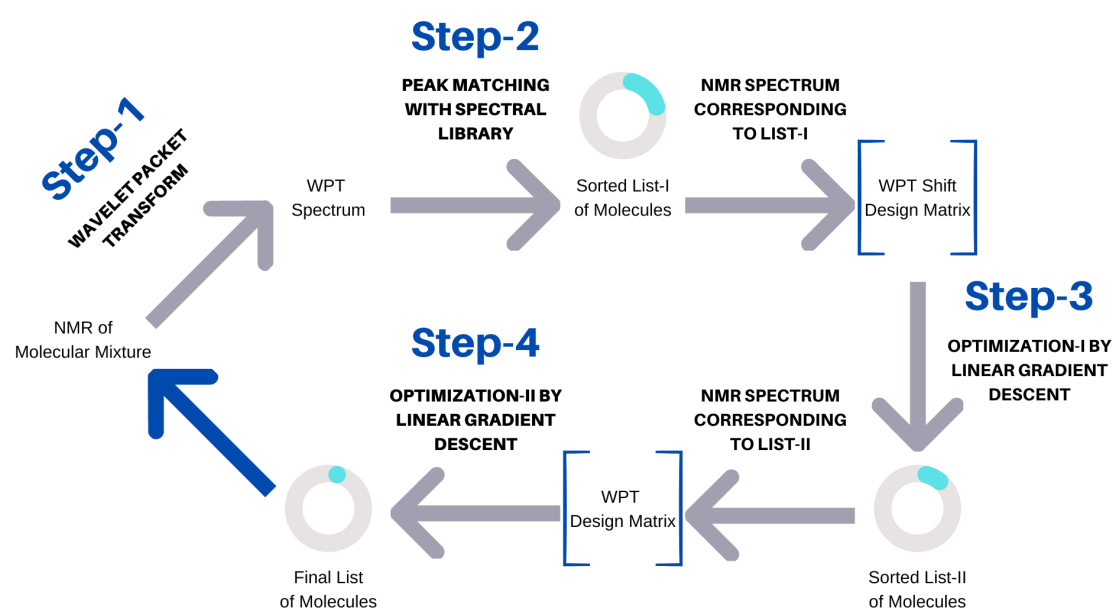 Step-1
WAVELET PACKET
TRANSFORM
NMR of
Molecular Mixture
WPT
Spectrum
Step-2
PEAK MATCHING
WITH SPECTRAL
LIBRARY
Sorted List-I
of Molecules
NMR SPECTRUM
CORRESPONDING
TO LIST-I
WPT Shift
Design Matrix
Step-3
OPTIMIZATION-I BY
LINEAR GRADIENT
DESCENT
Sorted List-II
of Molecules
NMR SPECTRUM
CORRESPONDING
TO LIST-II
WPT
Design Matrix
Step-4
OPTIMIZATION-II BY
LINEAR GRADIENT
DESCENT
Final List
of Molecules